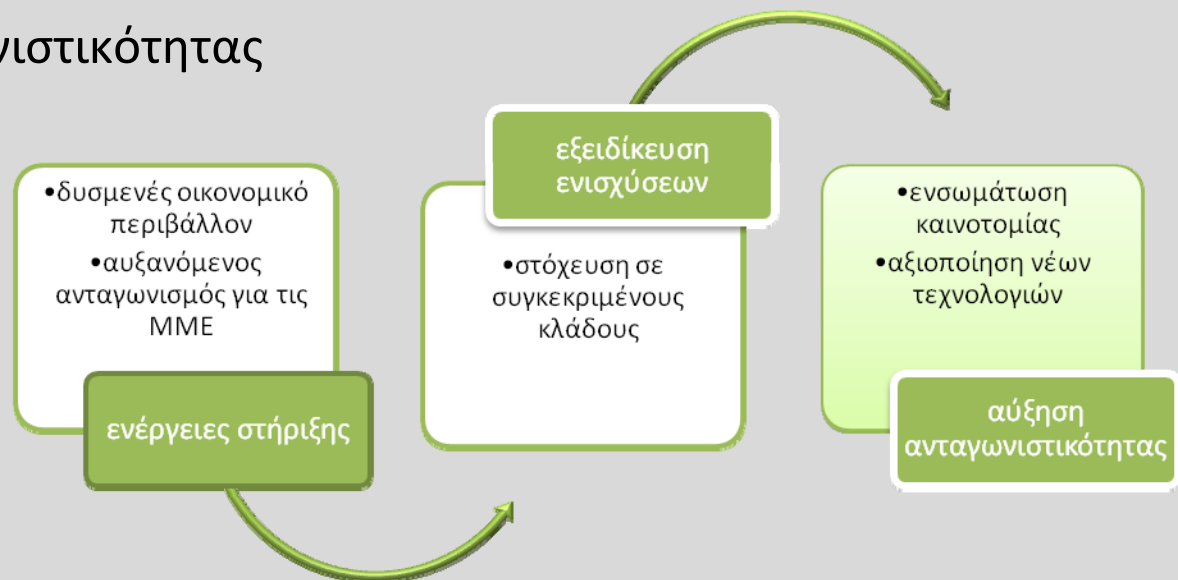 νιστικότητας
•δυσμενές οικονομικό
περιβάλλον
•αυξανόμενος
ανταγωνισμός για τις
ΜΜΕ
ενέργειες στήριξης
εξειδίκευση
ενισχύσεων
•στόχευση σε
συγκεκριμένους
κλάδους
•ενσωμάτωση
καινοτομίας
•αξιοποίηση νέων
τεχνολογιών
αύξηση
ανταγωνιστικότητας